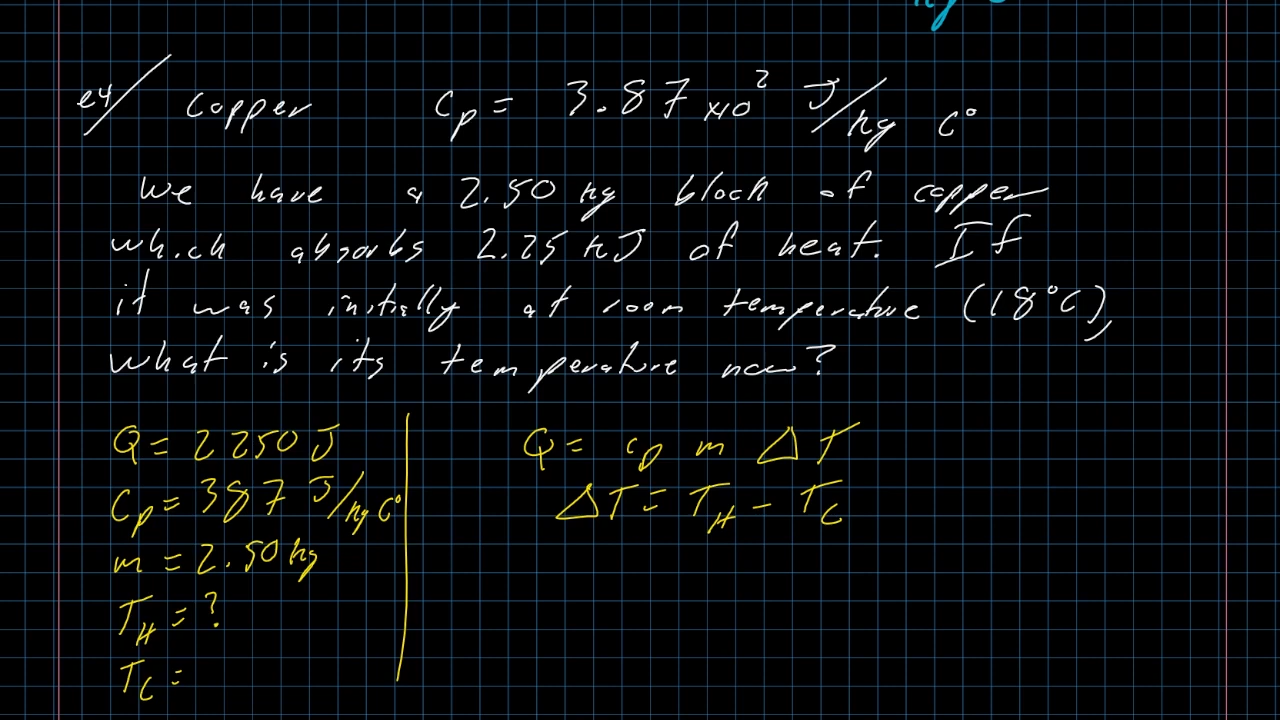 e4/ copper Cp = 3.87 x10² J/kg C°
We have a 2.50 kg block of copper
which absorbs 2.25 kJ of heat. If
it was initially at room temperature (18°C),
what is its temperature now?
Q = 2250 J
Cp = 387 J/kg C°
m = 2.50 kg
TH = ?
TC =
Q = cp m ΔT
ΔT = TH - TC